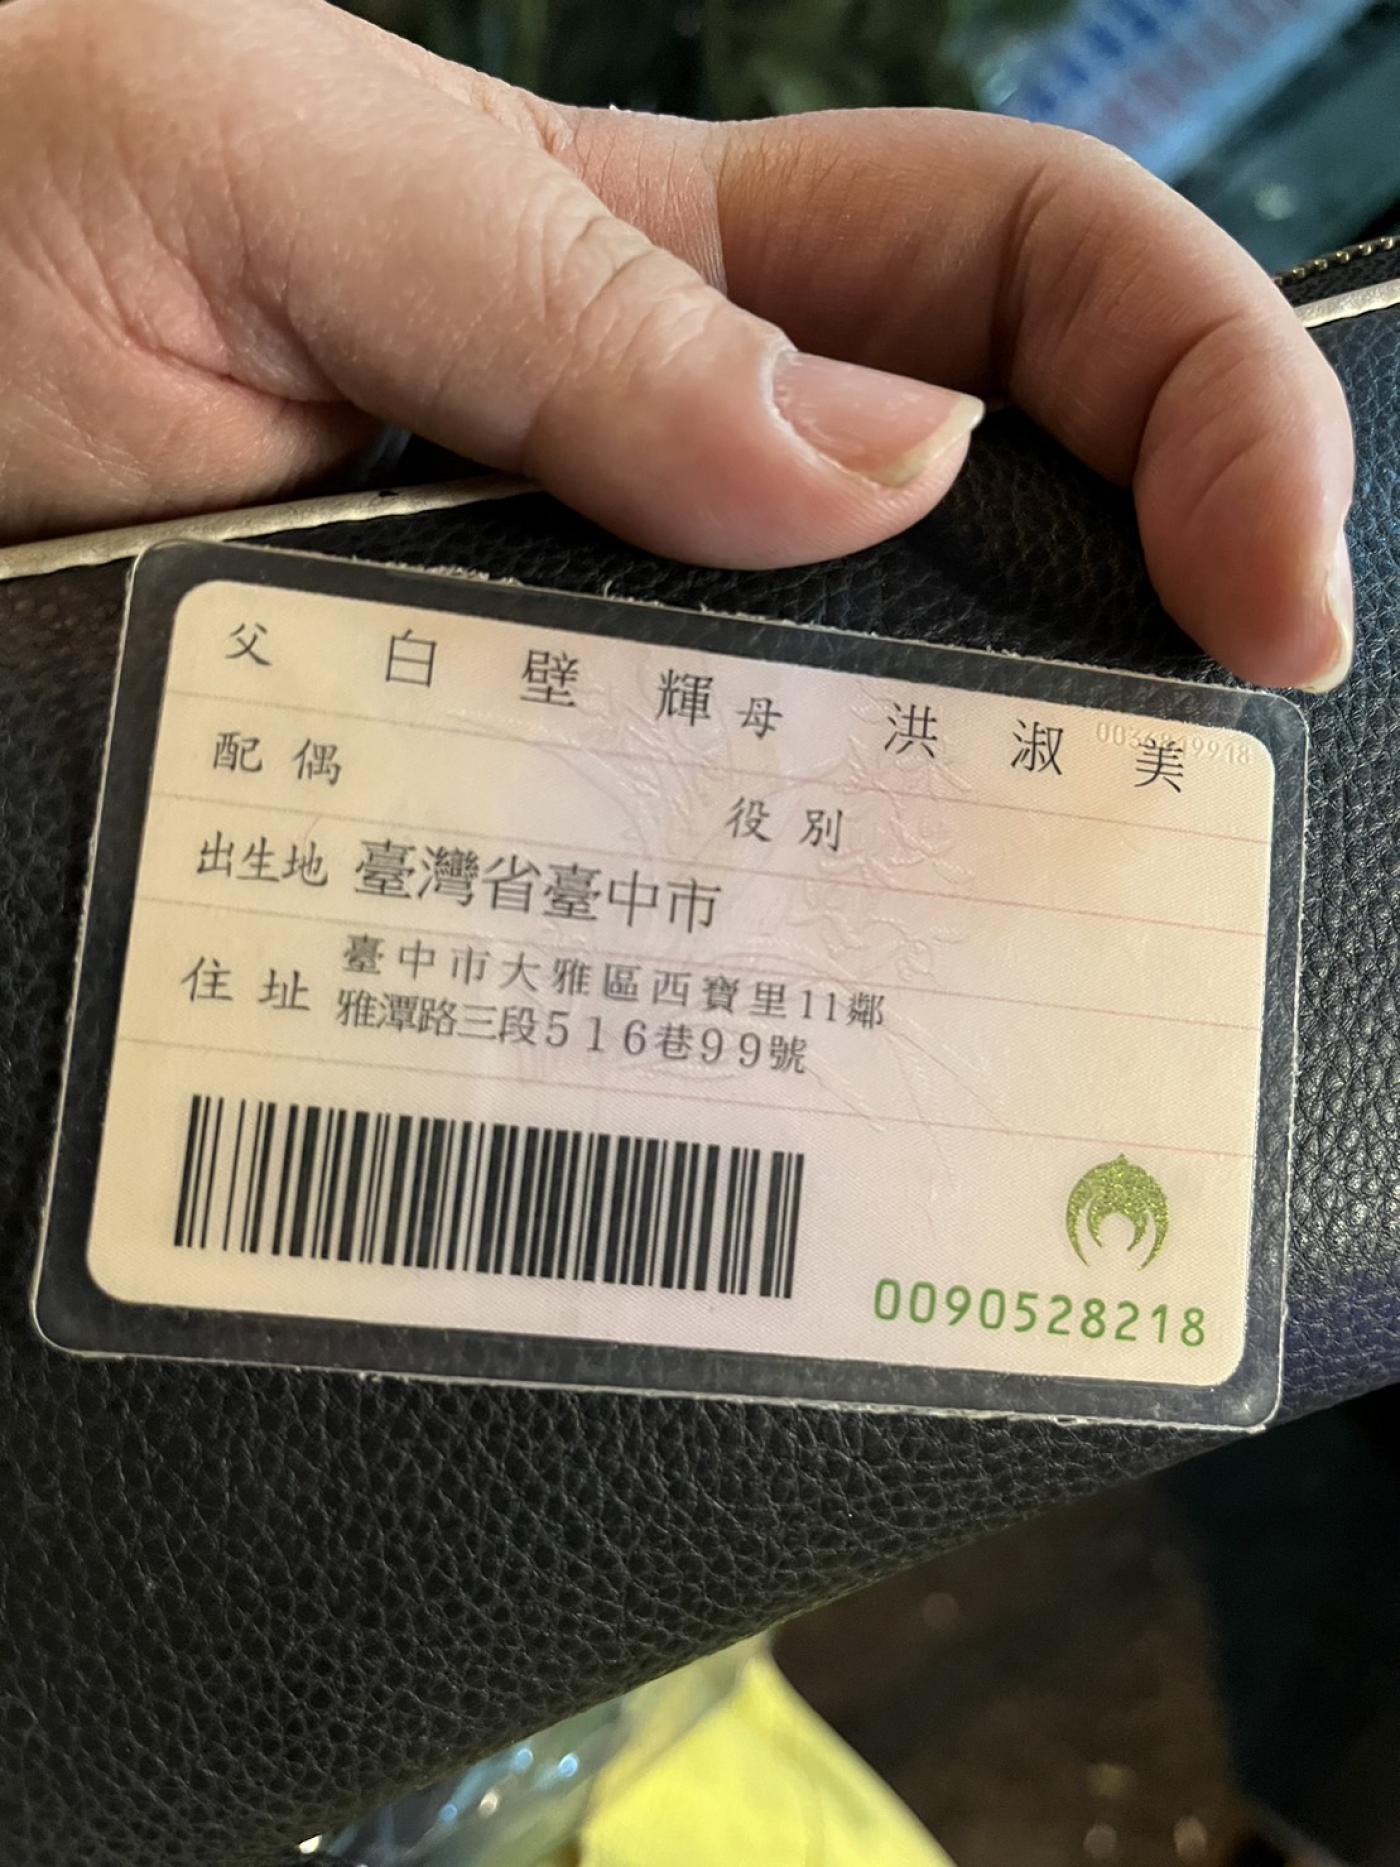 父 白壁輝 母 洪淑美
配偶 役別
出生地 臺灣省臺中市
住址 臺中市大雅區西寶里11鄰
雅潭路三段516巷99號
0090528218